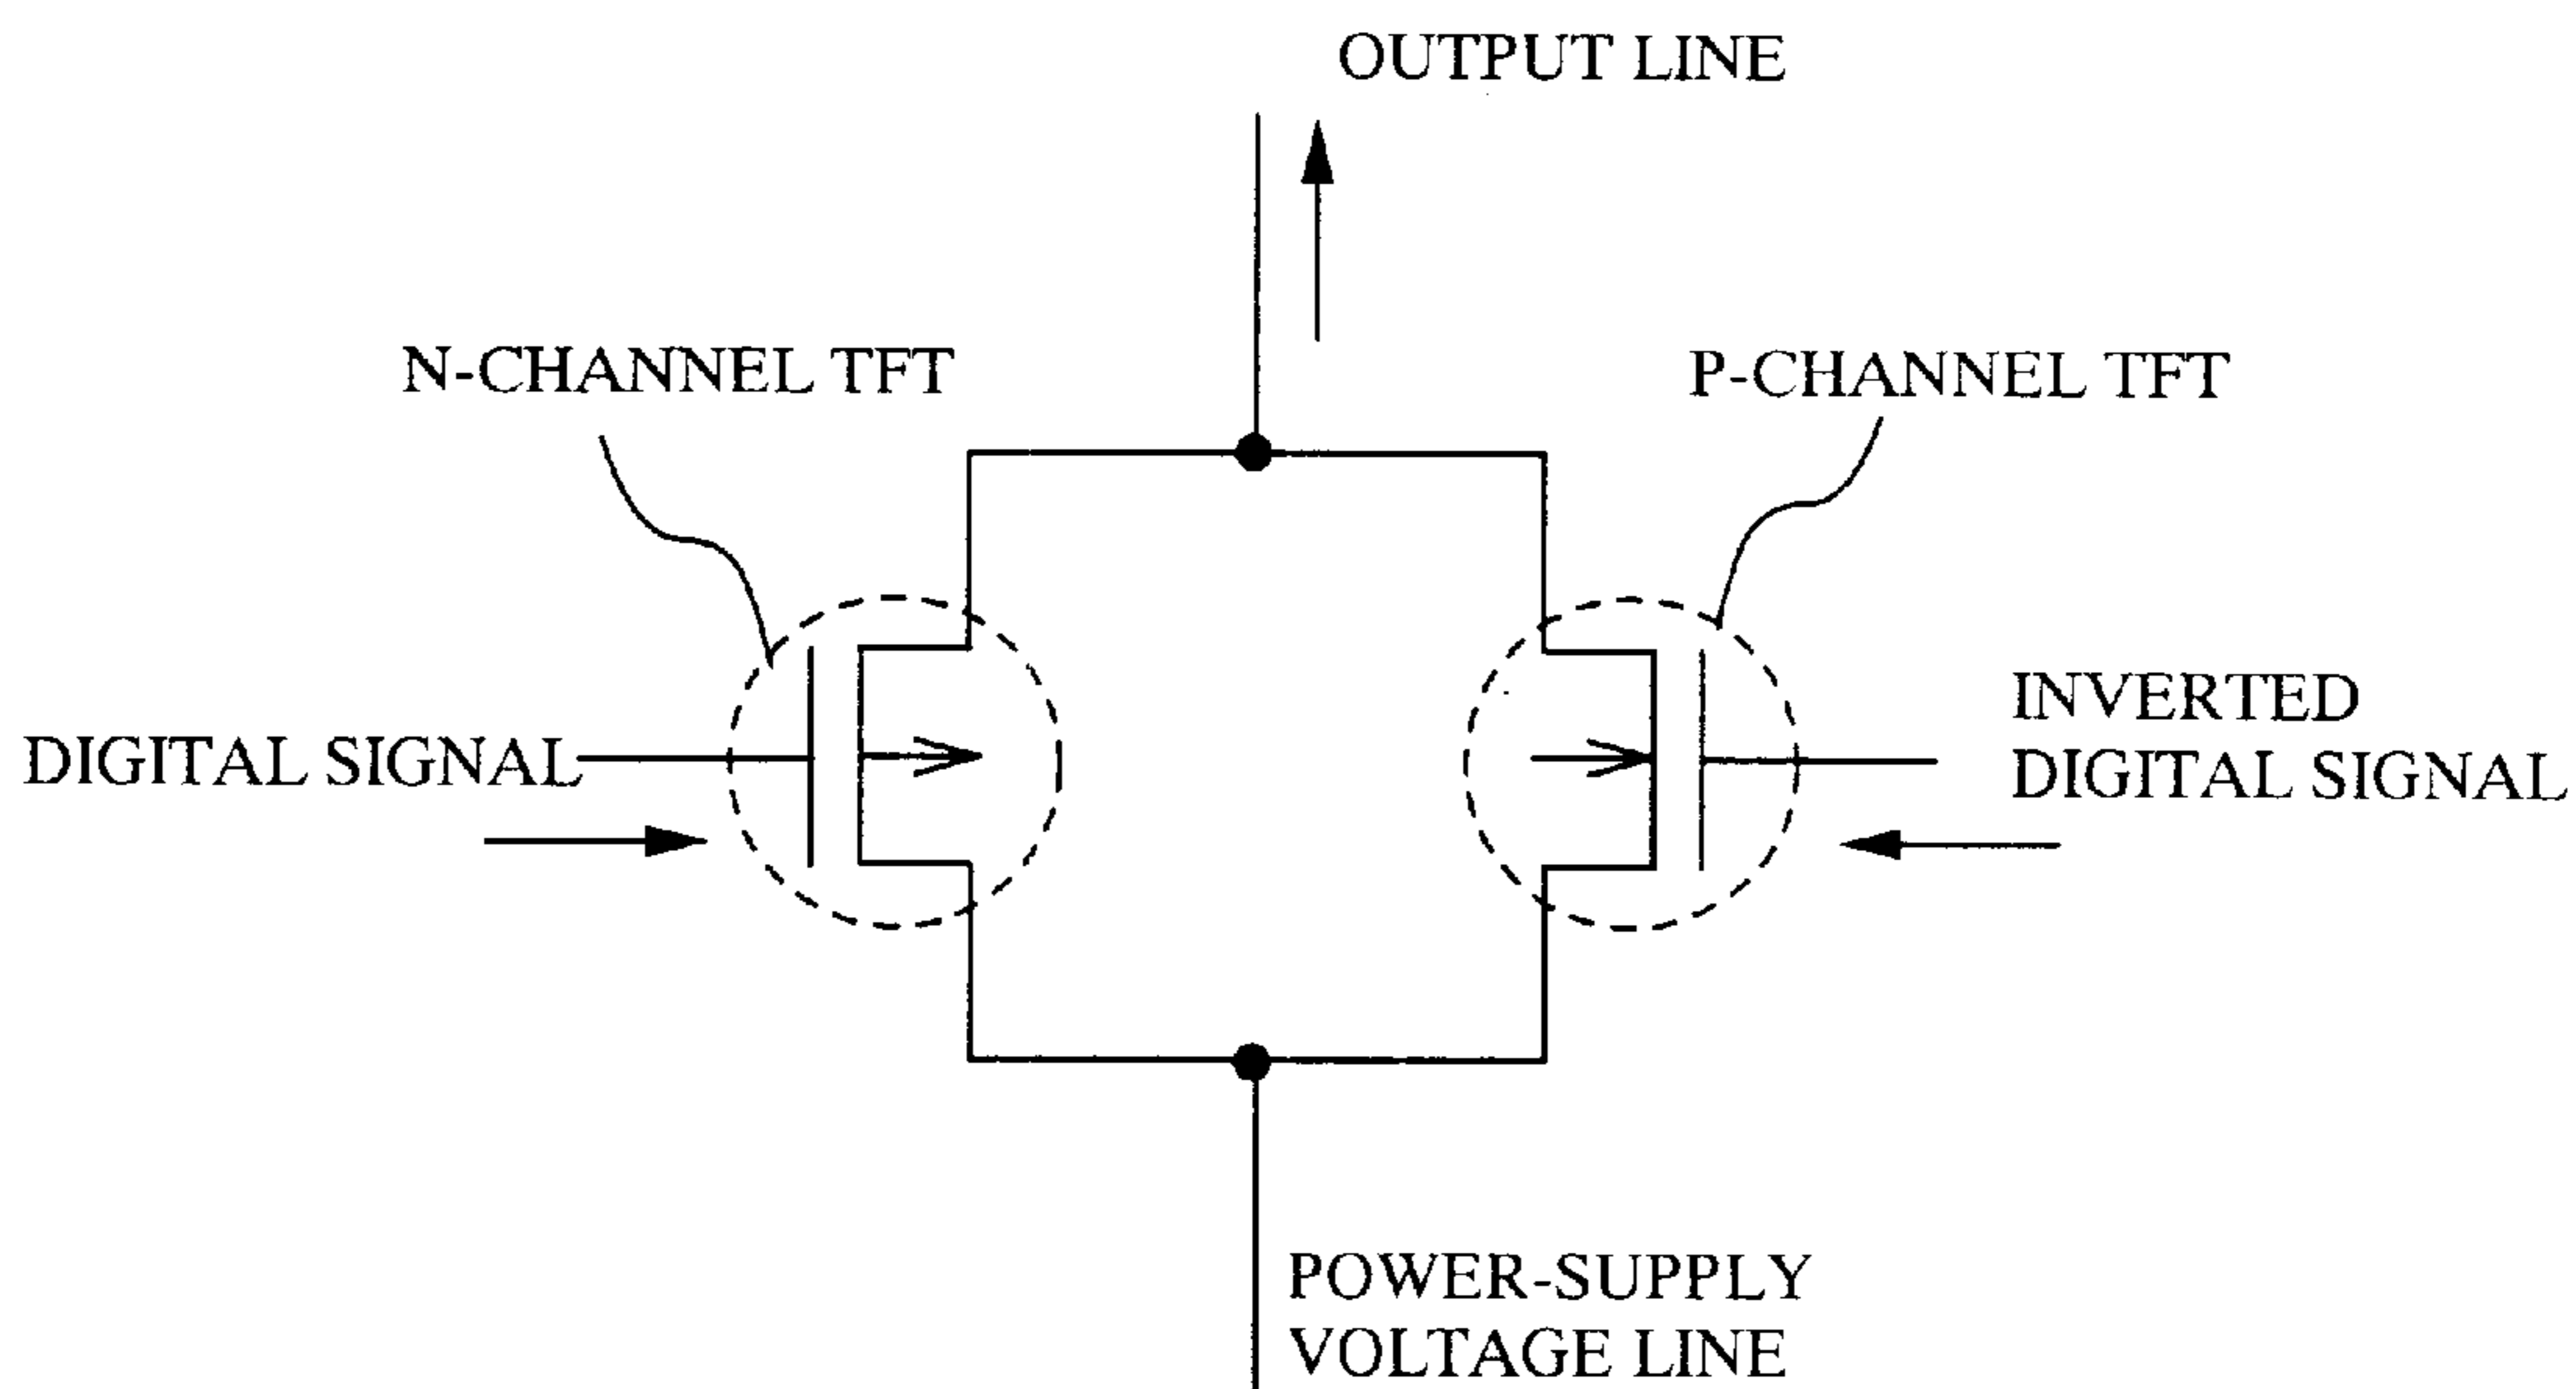 OUTPUT LINE
N-CHANNEL TFT
P-CHANNEL TFT
DIGITAL SIGNAL
INVERTED
DIGITAL SIGNAL
POWER-SUPPLY
VOLTAGE LINE